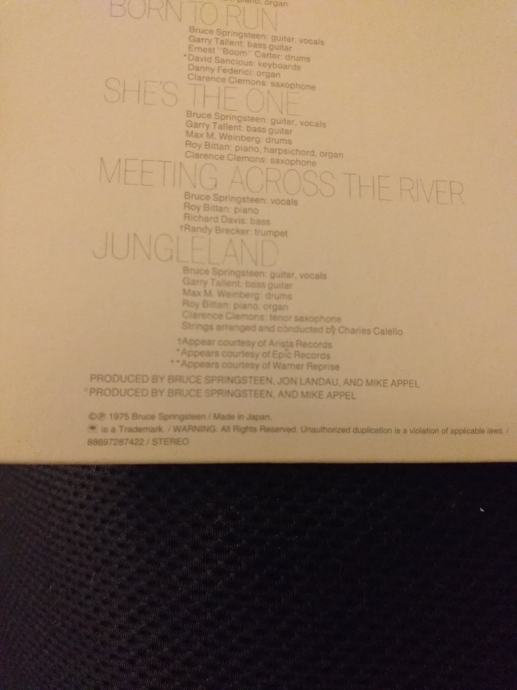 piano, organ
BORN TO RUN
Bruce Springsteen: guitar, vocals
Garry Tallent: bass guitar
Ernest "Boom" Carter: drums
*David Sancious: keyboards
Danny Federici: organ
Clarence Clemons: saxophone
SHE'S THE ONE
Bruce Springsteen: guitar, vocals
Garry Tallent: bass guitar
Max M. Weinberg: drums
Roy Bittan: piano, harpsichord, organ
Clarence Clemons: saxophone
MEETING ACROSS THE RIVER
Bruce Springsteen: vocals
Roy Bittan: piano
Richard Davis: bass
†Randy Brecker: trumpet
JUNGLELAND
Bruce Springsteen: guitar, vocals
Garry Tallent: bass guitar
Max M. Weinberg: drums
Roy Bittan: piano, organ
Clarence Clemons: tenor saxophone
Strings arranged and conducted by Charles Calello
†Appear courtesy of Arista Records
*Appears courtesy of Epic Records
**Appears courtesy of Warner Reprise
PRODUCED BY BRUCE SPRINGSTEEN, JON LANDAU, AND MIKE APPEL
°PRODUCED BY BRUCE SPRINGSTEEN, AND MIKE APPEL
©℗ 1975 Bruce Springsteen / Made in Japan.
is a Trademark. / WARNING: All Rights Reserved. Unauthorized duplication is a violation of applicable laws. /
88697287422 / STEREO